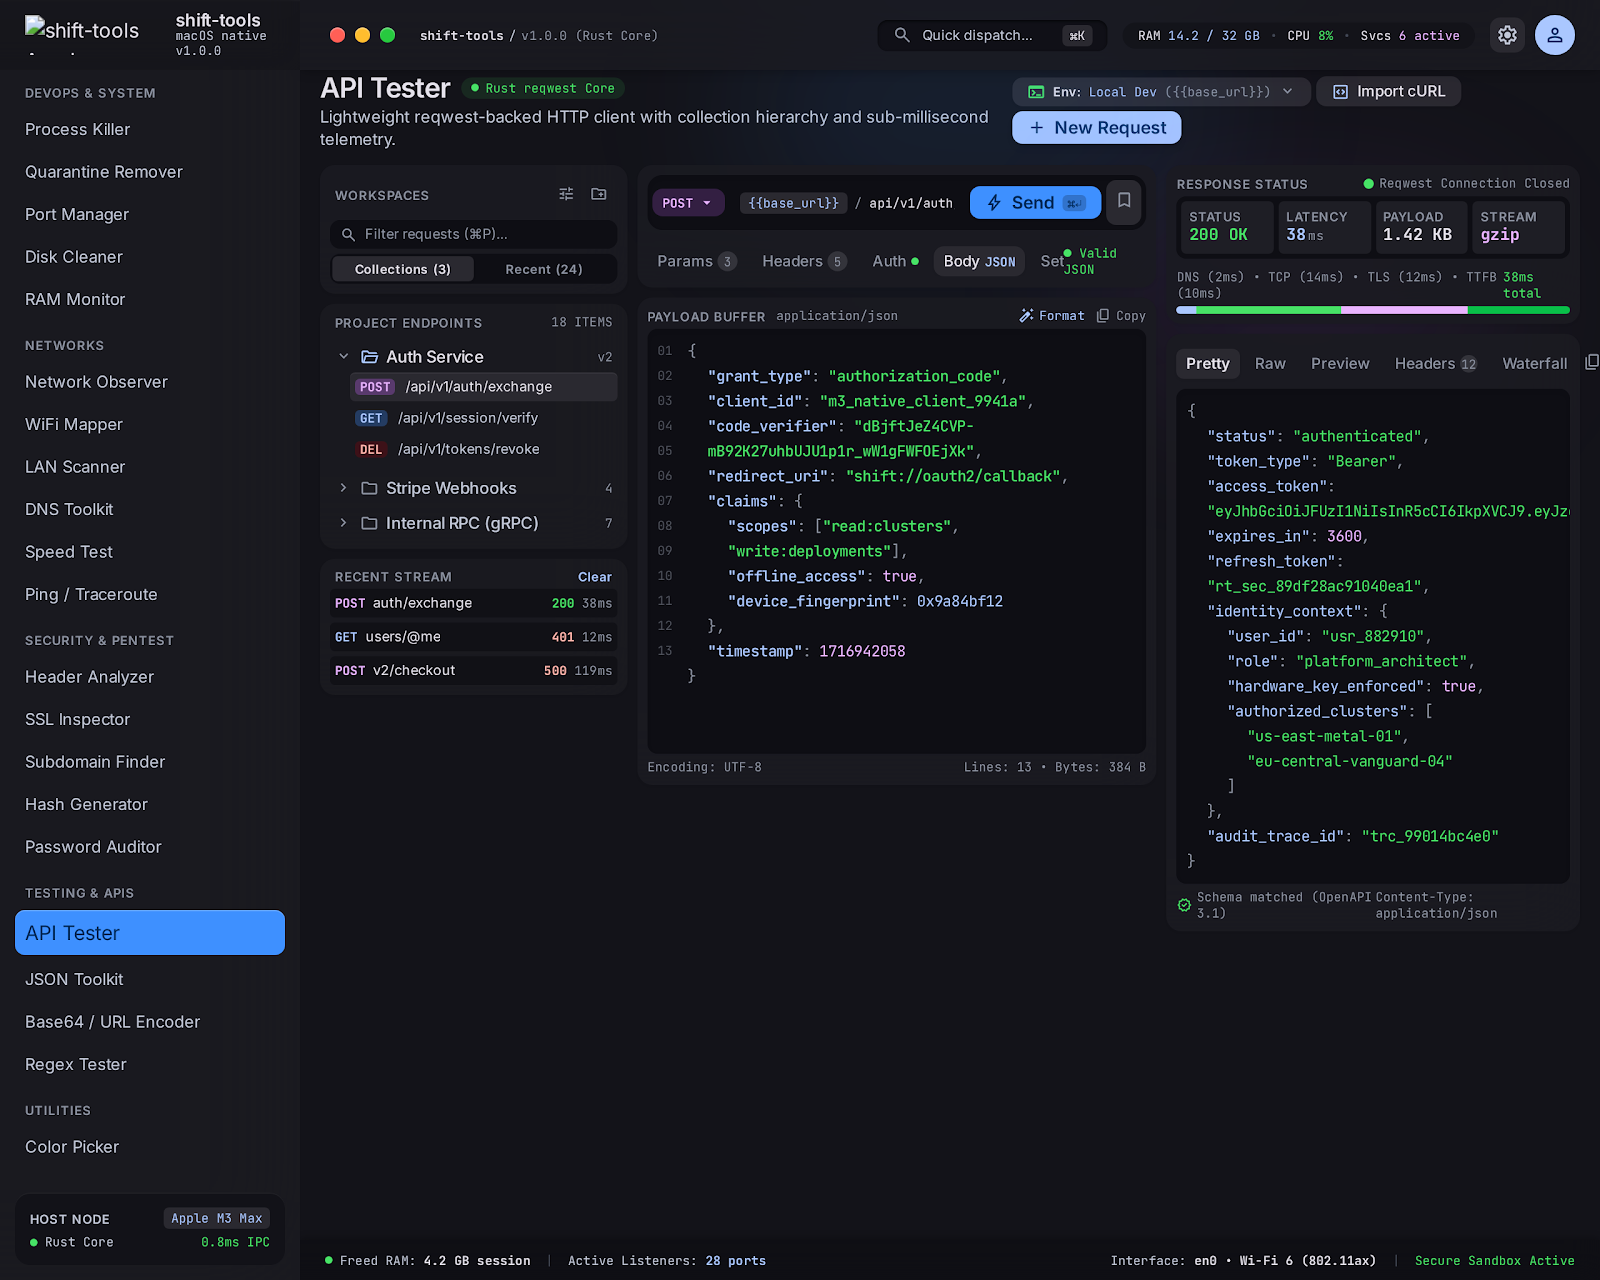 shift-tools
shift-tools
macOS native
v1.0.0
DEVOPS & SYSTEM
Process Killer
Quarantine Remover
Port Manager
Disk Cleaner
RAM Monitor
NETWORKS
Network Observer
WiFi Mapper
LAN Scanner
DNS Toolkit
Speed Test
Ping / Traceroute
SECURITY & PENTEST
Header Analyzer
SSL Inspector
Subdomain Finder
Hash Generator
Password Auditor
TESTING & APIS
API Tester
JSON Toolkit
Base64 / URL Encoder
Regex Tester
UTILITIES
Color Picker
HOST NODE Apple M3 Max
Rust Core 0.8ms IPC
shift-tools / v1.0.0 (Rust Core)
Quick dispatch... ⌘K
RAM 14.2 / 32 GB • CPU 8% • Svcs 6 active
API Tester Rust reqwest Core
Lightweight reqwest-backed HTTP client with collection hierarchy and sub-millisecond
telemetry.
Env: Local Dev ({{base_url}})
Import cURL
+ New Request
WORKSPACES
Filter requests (⌘P)...
Collections (3) Recent (24)
PROJECT ENDPOINTS 18 ITEMS
Auth Service v2
POST /api/v1/auth/exchange
GET /api/v1/session/verify
DEL /api/v1/tokens/revoke
Stripe Webhooks 4
Internal RPC (gRPC) 7
RECENT STREAM Clear
POST auth/exchange 200 38ms
GET users/@me 401 12ms
POST v2/checkout 500 119ms
POST {{base_url}} / api/v1/auth Send ⌘↵
Params 3 Headers 5 Auth Body JSON Set
Valid
JSON
PAYLOAD BUFFER application/json Format Copy
01 {
02 "grant_type": "authorization_code",
03 "client_id": "m3_native_client_9941a",
04 "code_verifier": "dBjftJeZ4CVP-
05 mB92K27uhbUJU1p1r_wW1gFWFOEjXk",
06 "redirect_uri": "shift://oauth2/callback",
07 "claims": {
08 "scopes": ["read:clusters",
09 "write:deployments"],
10 "offline_access": true,
11 "device_fingerprint": 0x9a84bf12
12 },
13 "timestamp": 1716942058
}
Encoding: UTF-8 Lines: 13 • Bytes: 384 B
RESPONSE STATUS Reqwest Connection Closed
STATUS
200 OK
LATENCY
38ms
PAYLOAD
1.42 KB
STREAM
gzip
DNS (2ms) • TCP (14ms) • TLS (12ms) • TTFB
(10ms)
38ms
total
Pretty Raw Preview Headers 12 Waterfall
{
"status": "authenticated",
"token_type": "Bearer",
"access_token":
"eyJhbGciOiJFUzI1NiIsInR5cCI6IkpXVCJ9.eyJz
"expires_in": 3600,
"refresh_token":
"rt_sec_89df28ac91040ea1",
"identity_context": {
"user_id": "usr_882910",
"role": "platform_architect",
"hardware_key_enforced": true,
"authorized_clusters": [
"us-east-metal-01",
"eu-central-vanguard-04"
]
},
"audit_trace_id": "trc_99014bc4e0"
}
Schema matched (OpenAPI
3.1)
Content-Type:
application/json
Freed RAM: 4.2 GB session | Active Listeners: 28 ports
Interface: en0 • Wi-Fi 6 (802.11ax) | Secure Sandbox Active